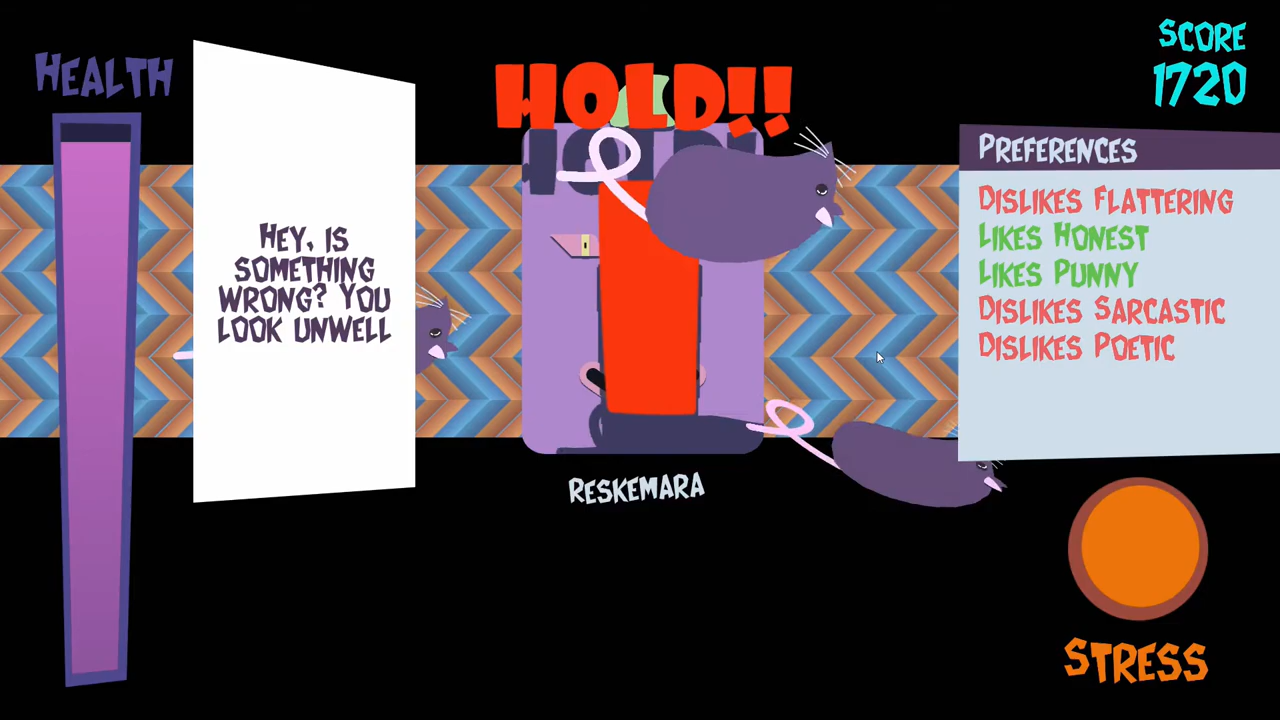 Health
Hey, is
something
wrong? You
look unwell
HOLD!!
Reskemara
Score
1720
Preferences
Dislikes Flattering
Likes Honest
Likes Punny
Dislikes Sarcastic
Dislikes Poetic
Stress